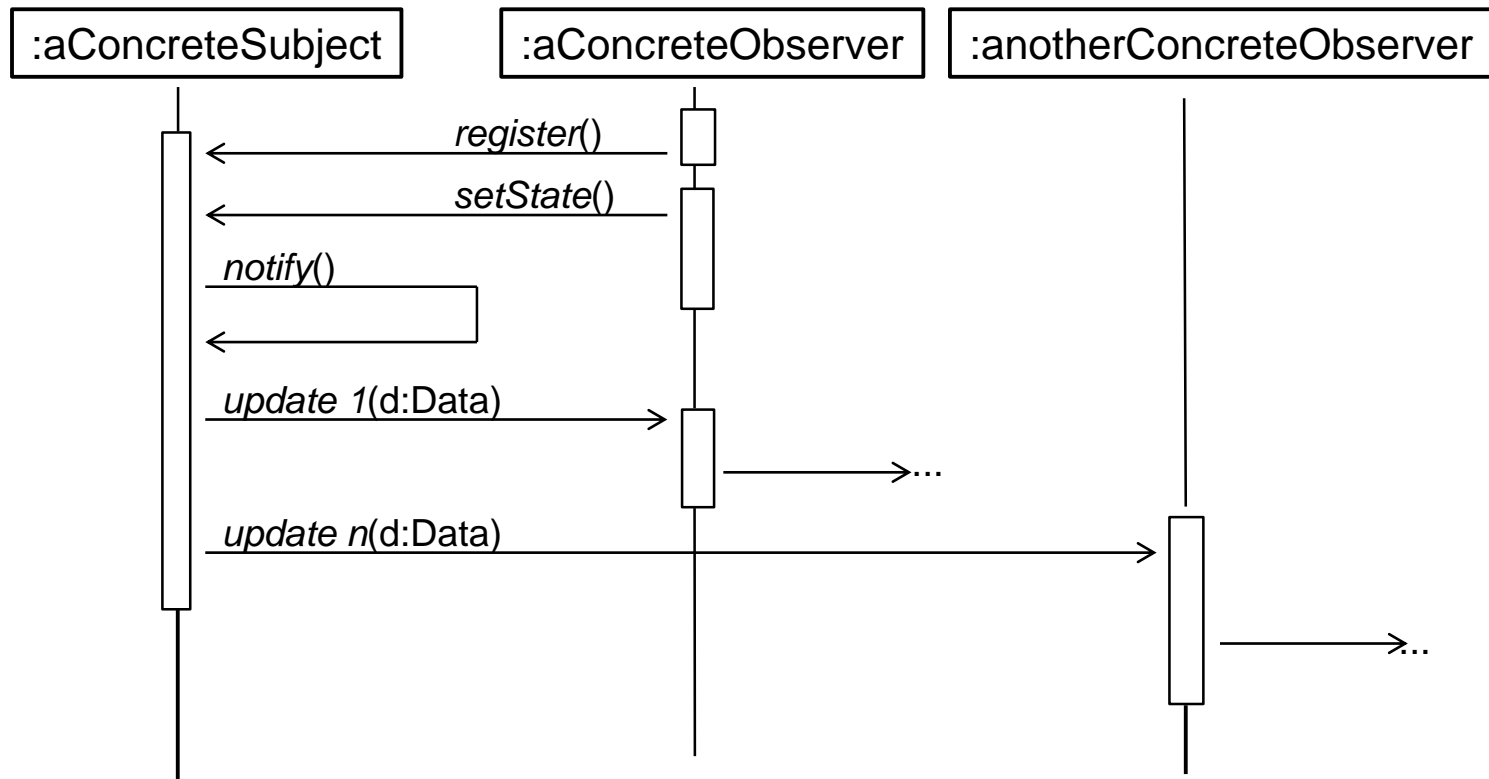 :aConcreteSubject
:aConcreteObserver
:anotherConcreteObserver
register()
setState()
notify()
update 1(d:Data)
...
update n(d:Data)
...